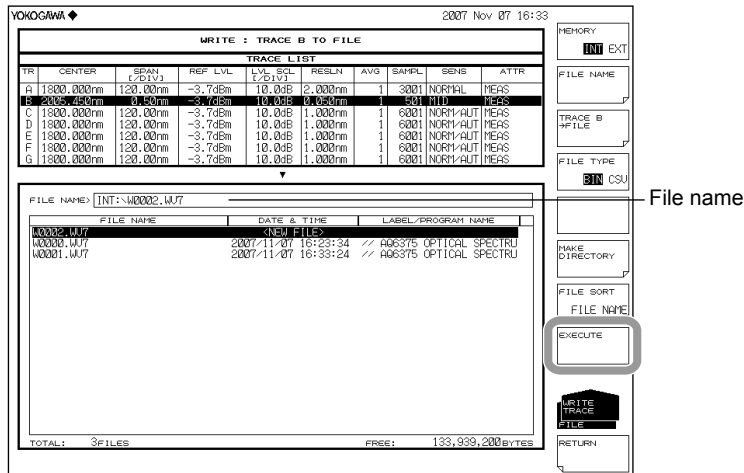 YOKOGAWA ◆ 2007 Nov 07 16:33
WRITE : TRACE B TO FILE
TRACE LIST
TR CENTER SPAN [/DIV] REF LVL LVL SCL [/DIV] RESLN AVG SAMPL SENS ATTR
A 1800.000nm 120.00nm -3.7dBm 10.0dB 2.000nm 1 3001 NORMAL MEAS
B 2005.450nm 0.50nm -3.7dBm 10.0dB 0.050nm 1 501 MID MEAS
C 1800.000nm 120.00nm -3.7dBm 10.0dB 1.000nm 1 6001 NORM/AUT MEAS
D 1800.000nm 120.00nm -3.7dBm 10.0dB 1.000nm 1 6001 NORM/AUT MEAS
E 1800.000nm 120.00nm -3.7dBm 10.0dB 1.000nm 1 6001 NORM/AUT MEAS
F 1800.000nm 120.00nm -3.7dBm 10.0dB 1.000nm 1 6001 NORM/AUT MEAS
G 1800.000nm 120.00nm -3.7dBm 10.0dB 1.000nm 1 6001 NORM/AUT MEAS
▼
FILE NAME> INT:\W0002.WV7
File name
FILE NAME DATE & TIME LABEL/PROGRAM NAME
W0002.WV7 <NEW FILE>
W0000.WV7 2007/11/07 16:23:34 // AQ6375 OPTICAL SPECTRU
W0001.WV7 2007/11/07 16:33:24 // AQ6375 OPTICAL SPECTRU
TOTAL: 3FILES FREE: 133,939,200BYTES
MEMORY
INT EXT
FILE NAME
TRACE B
→FILE
FILE TYPE
BIN CSV
MAKE
DIRECTORY
FILE SORT
FILE NAME
EXECUTE
WRITE
TRACE
FILE
RETURN